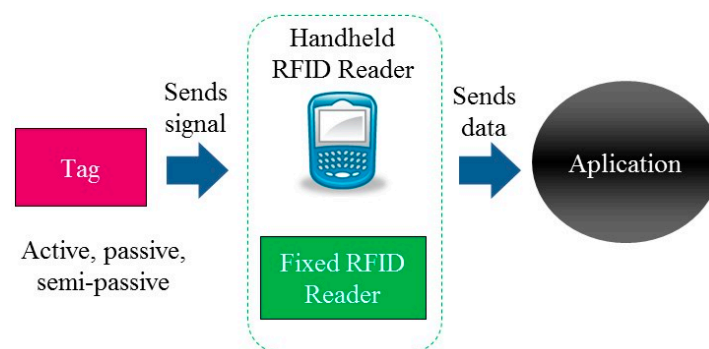 Handheld
RFID Reader
Sends
signal
Sends
data
Tag
Aplication
Active, passive,
semi-passive
Fixed RFID
Reader